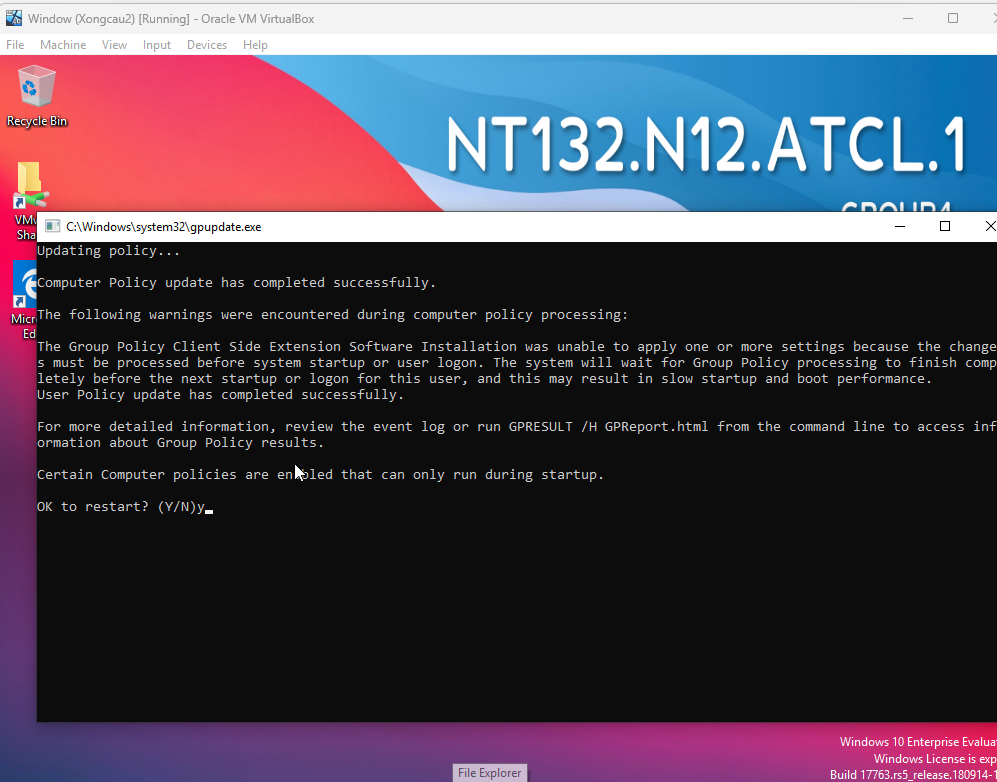 Window (Xongcau2) [Running] - Oracle VM VirtualBox
File Machine View Input Devices Help
Recycle Bin
NT132.N12.ATCL.1
GROUP4
C:\Windows\system32\gpupdate.exe
Updating policy...
Computer Policy update has completed successfully.
The following warnings were encountered during computer policy processing:
The Group Policy Client Side Extension Software Installation was unable to apply one or more settings because the change
s must be processed before system startup or user logon. The system will wait for Group Policy processing to finish comp
letely before the next startup or logon for this user, and this may result in slow startup and boot performance.
User Policy update has completed successfully.
For more detailed information, review the event log or run GPRESULT /H GPReport.html from the command line to access inf
ormation about Group Policy results.
Certain Computer policies are enabled that can only run during startup.
OK to restart? (Y/N)y
VMw
Sha
Micr
Ed
Windows 10 Enterprise Evalua
Windows License is exp
Build 17763.rs5_release.180914-1
File Explorer